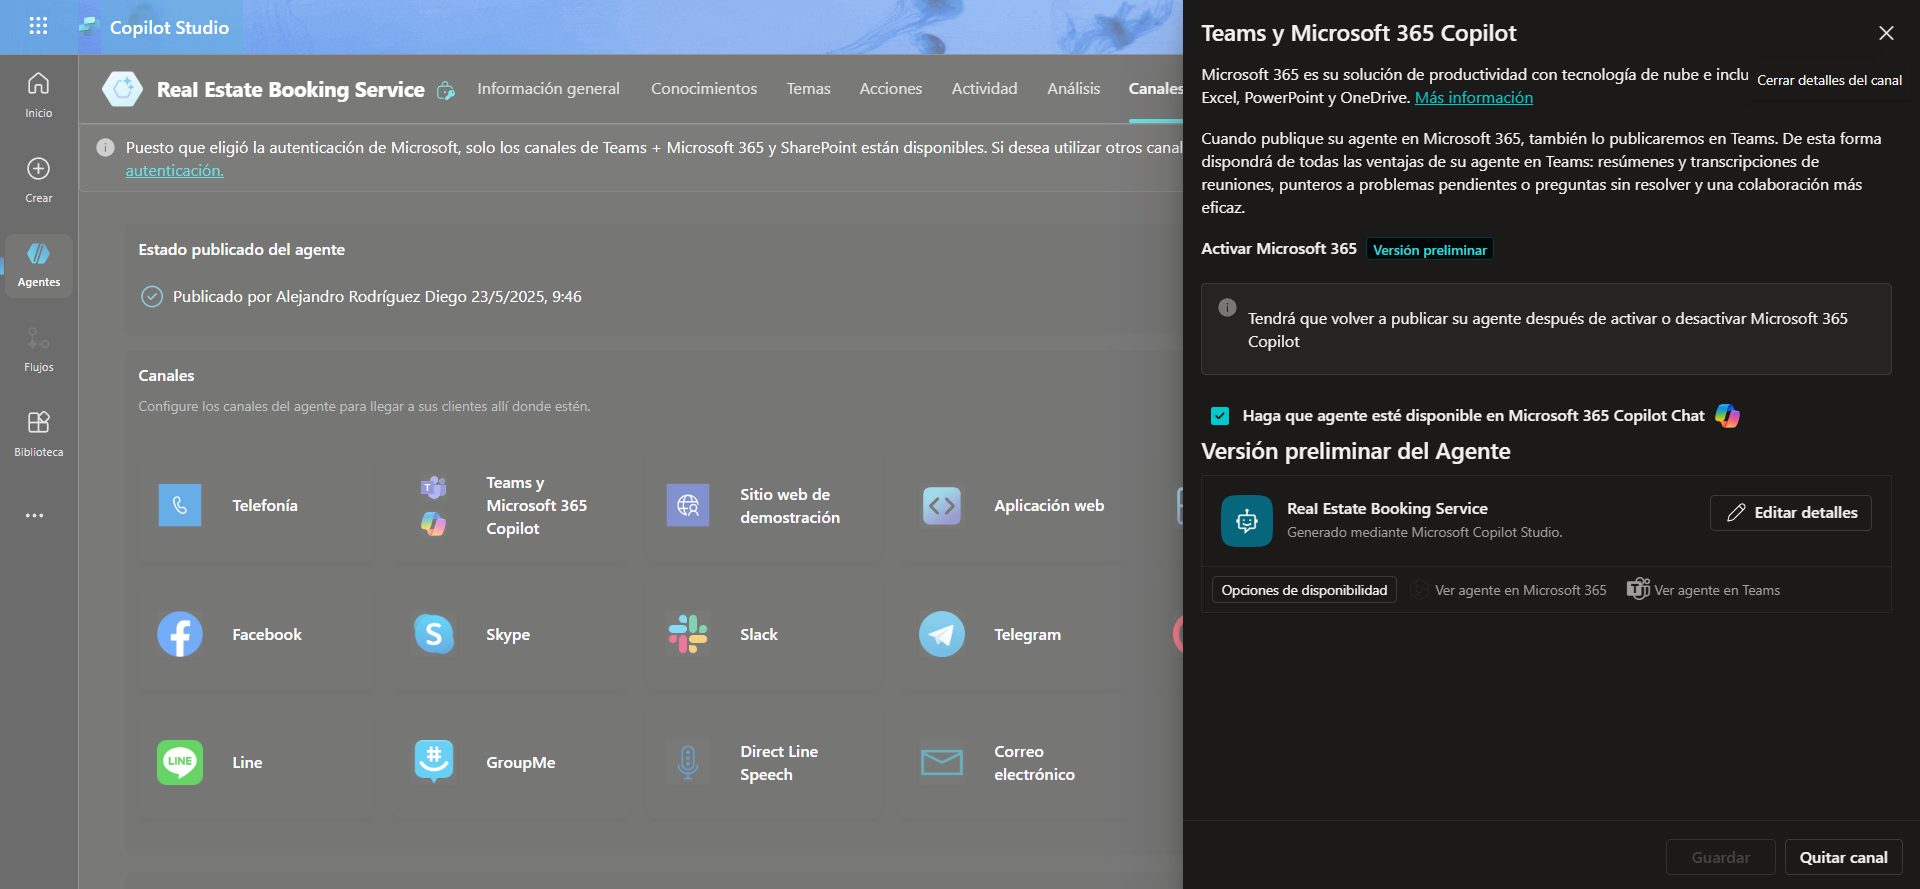 Copilot Studio
Inicio
Crear
Agentes
Flujos
Biblioteca
Real Estate Booking Service
Información general
Conocimientos
Temas
Acciones
Actividad
Análisis
Canales
Puesto que eligió la autenticación de Microsoft, solo los canales de Teams + Microsoft 365 y SharePoint están disponibles. Si desea utilizar otros canal
autenticación.
Estado publicado del agente
Publicado por Alejandro Rodríguez Diego 23/5/2025, 9:46
Canales
Configure los canales del agente para llegar a sus clientes allí donde estén.
Telefonía
Teams y
Microsoft 365
Copilot
Sitio web de
demostración
Aplicación web
Facebook
Skype
Slack
Telegram
LINE
Line
GroupMe
Direct Line
Speech
Correo
electrónico
Teams y Microsoft 365 Copilot
Microsoft 365 es su solución de productividad con tecnología de nube e inclu
Cerrar detalles del canal
Excel, PowerPoint y OneDrive. Más información
Cuando publique su agente en Microsoft 365, también lo publicaremos en Teams. De esta forma
dispondrá de todas las ventajas de su agente en Teams: resúmenes y transcripciones de
reuniones, punteros a problemas pendientes o preguntas sin resolver y una colaboración más
eficaz.
Activar Microsoft 365 Versión preliminar
Tendrá que volver a publicar su agente después de activar o desactivar Microsoft 365
Copilot
Haga que agente esté disponible en Microsoft 365 Copilot Chat
Versión preliminar del Agente
Real Estate Booking Service
Generado mediante Microsoft Copilot Studio.
Editar detalles
Opciones de disponibilidad
Ver agente en Microsoft 365
Ver agente en Teams
Guardar
Quitar canal